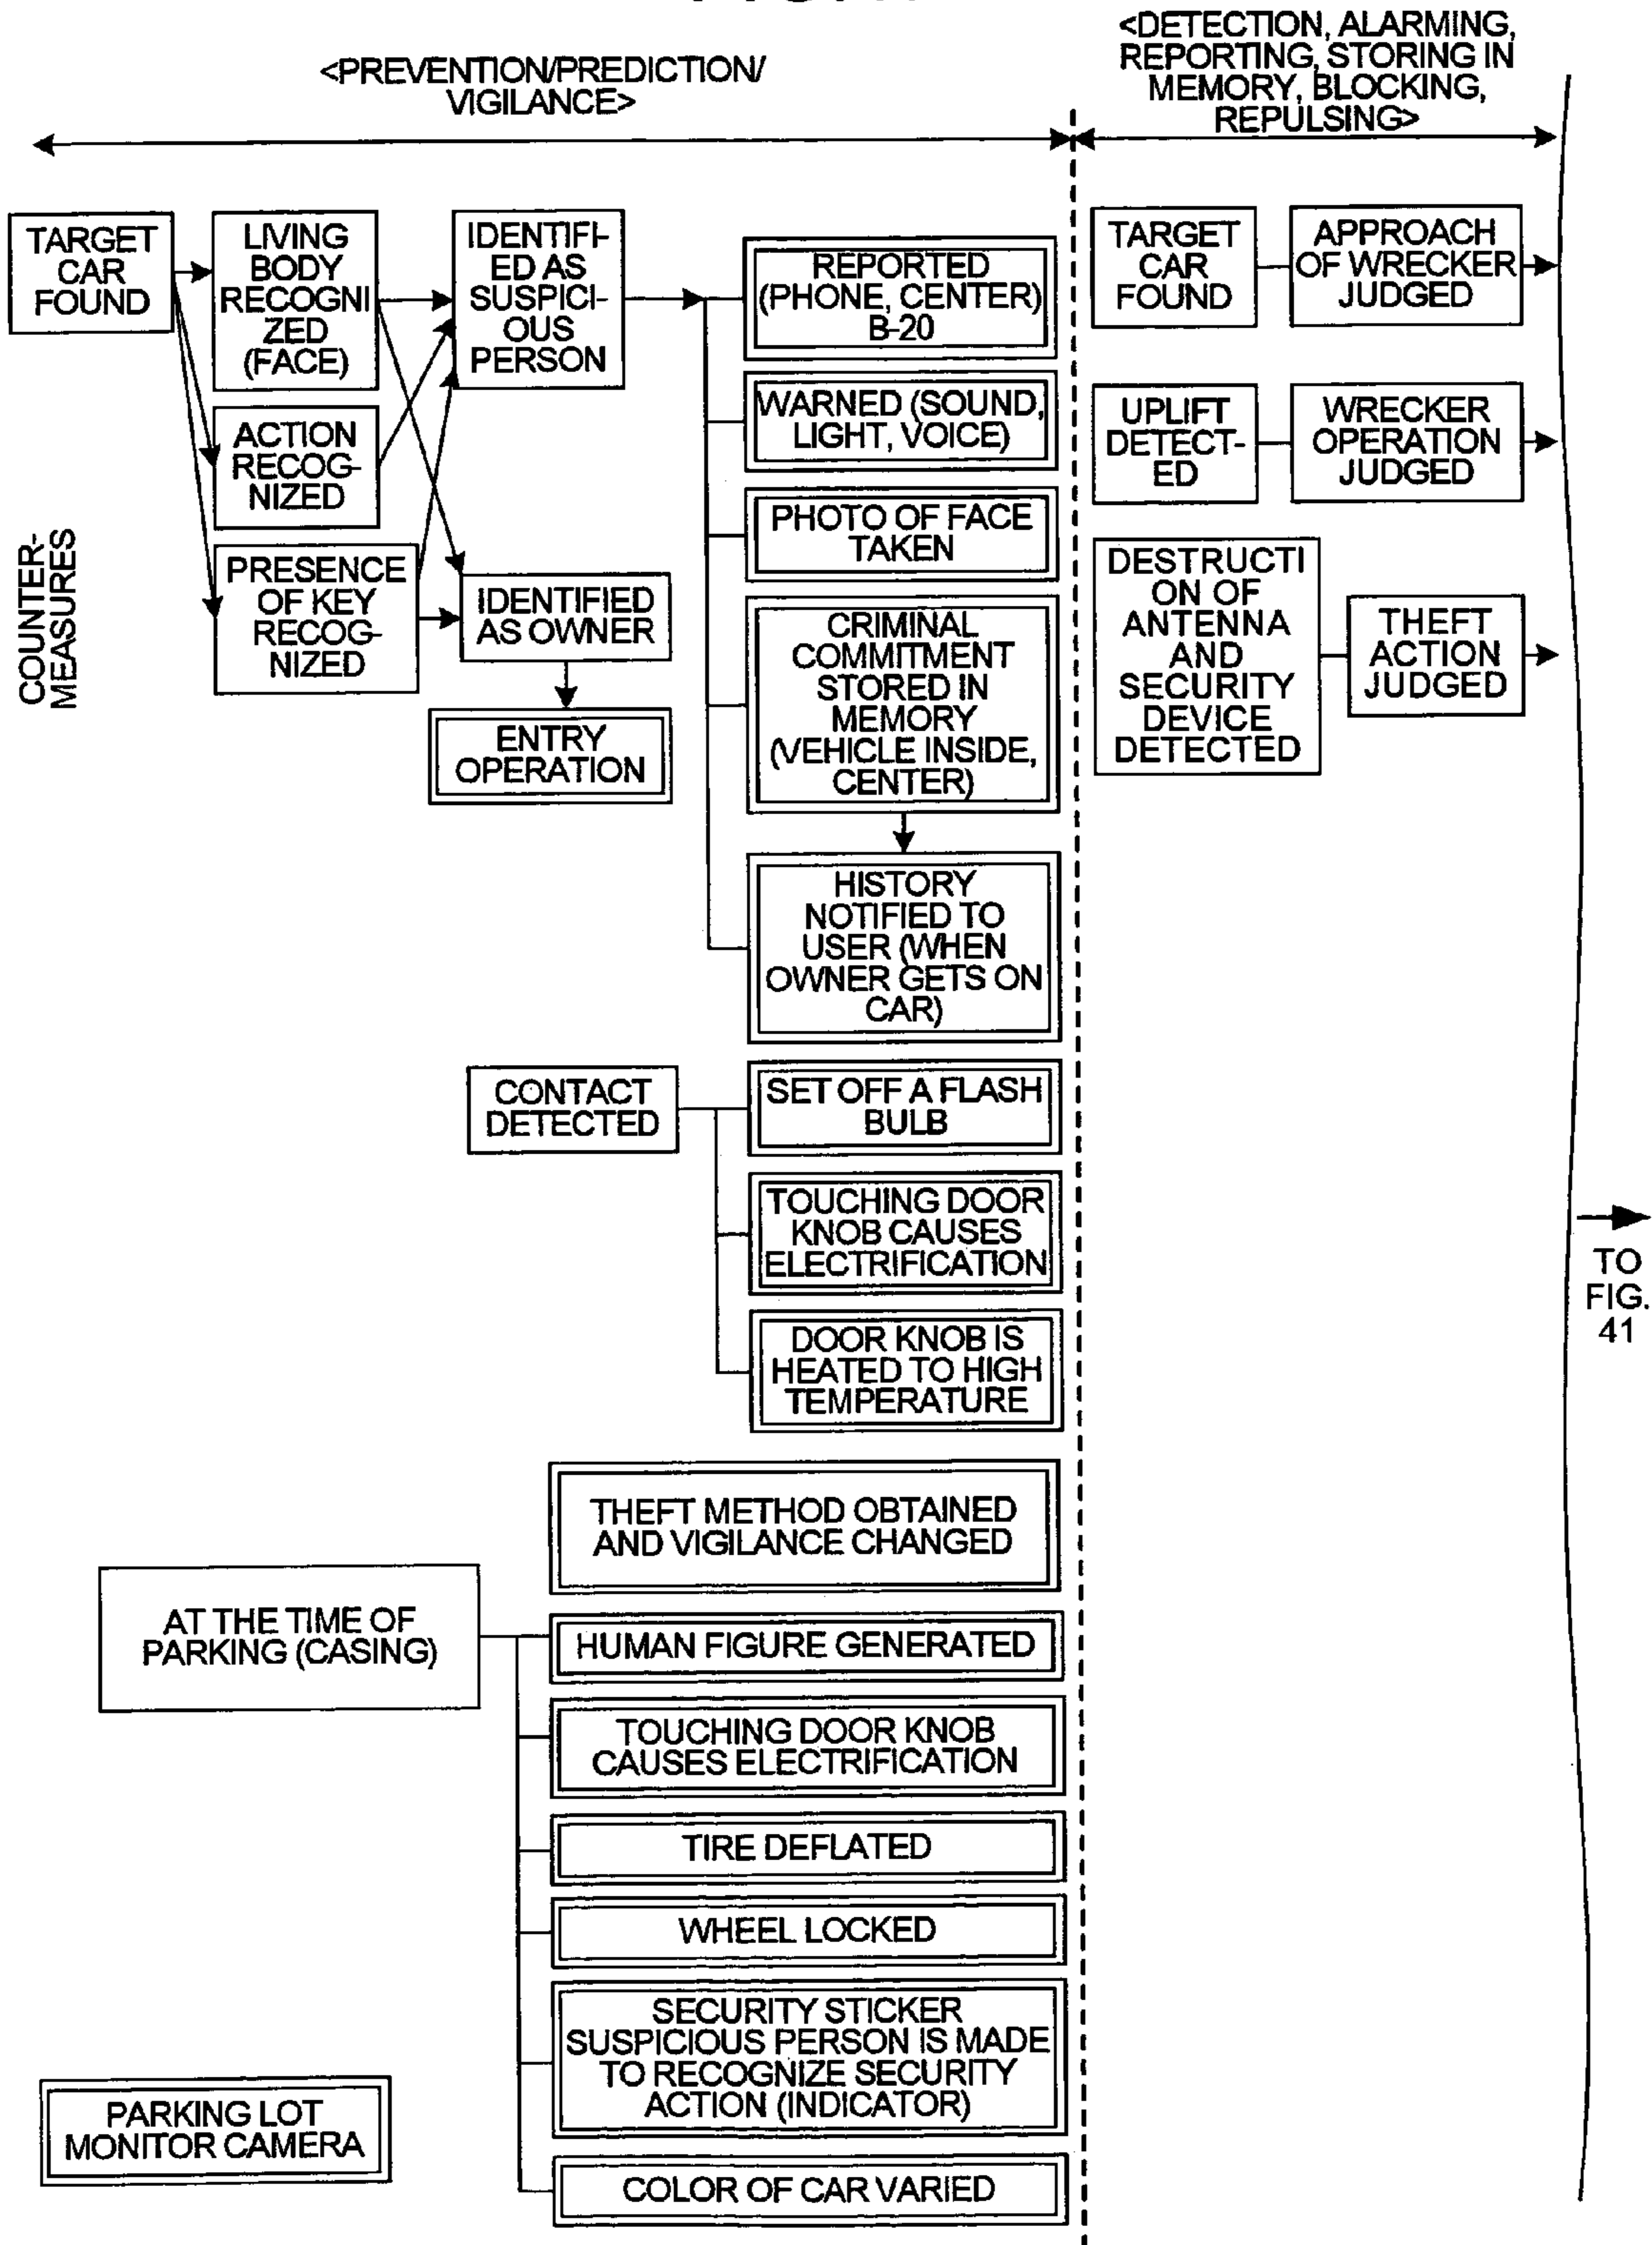 <PREVENTION/PREDICTION/
VIGILANCE>
<DETECTION, ALARMING,
REPORTING, STORING IN
MEMORY, BLOCKING,
REPULSING>
COUNTER-
MEASURES
TARGET
CAR
FOUND
LIVING
BODY
RECOGNI
ZED
(FACE)
ACTION
RECOG-
NIZED
PRESENCE
OF KEY
RECOG-
NIZED
IDENTIFI-
ED AS
SUSPICI-
OUS
PERSON
IDENTIFIED
AS OWNER
ENTRY
OPERATION
REPORTED
(PHONE, CENTER)
B-20
WARNED (SOUND,
LIGHT, VOICE)
PHOTO OF FACE
TAKEN
CRIMINAL
COMMITMENT
STORED IN
MEMORY
(VEHICLE INSIDE,
CENTER)
HISTORY
NOTIFIED TO
USER (WHEN
OWNER GETS ON
CAR)
CONTACT
DETECTED
SET OFF A FLASH
BULB
TOUCHING DOOR
KNOB CAUSES
ELECTRIFICATION
DOOR KNOB IS
HEATED TO HIGH
TEMPERATURE
THEFT METHOD OBTAINED
AND VIGILANCE CHANGED
AT THE TIME OF
PARKING (CASING)
HUMAN FIGURE GENERATED
TOUCHING DOOR KNOB
CAUSES ELECTRIFICATION
TIRE DEFLATED
WHEEL LOCKED
SECURITY STICKER
SUSPICIOUS PERSON IS MADE
TO RECOGNIZE SECURITY
ACTION (INDICATOR)
COLOR OF CAR VARIED
PARKING LOT
MONITOR CAMERA
TARGET
CAR
FOUND
APPROACH
OF WRECKER
JUDGED
UPLIFT
DETECT-
ED
WRECKER
OPERATION
JUDGED
DESTRUCTI
ON OF
ANTENNA
AND
SECURITY
DEVICE
DETECTED
THEFT
ACTION
JUDGED
TO
FIG.
41